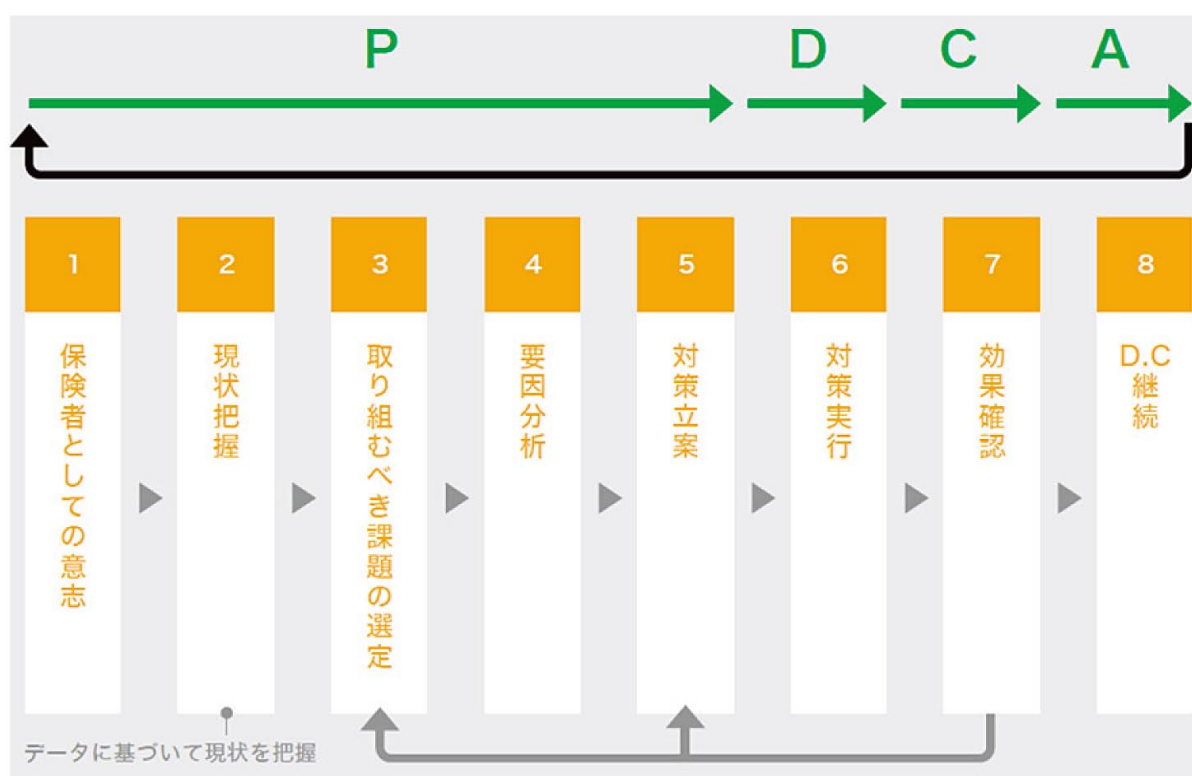 P
D
C
A
1
保険者としての意志
2
現状把握
3
取り組むべき課題の選定
4
要因分析
5
対策立案
6
対策実行
7
効果確認
8
D.C
継続
データに基づいて現状を把握